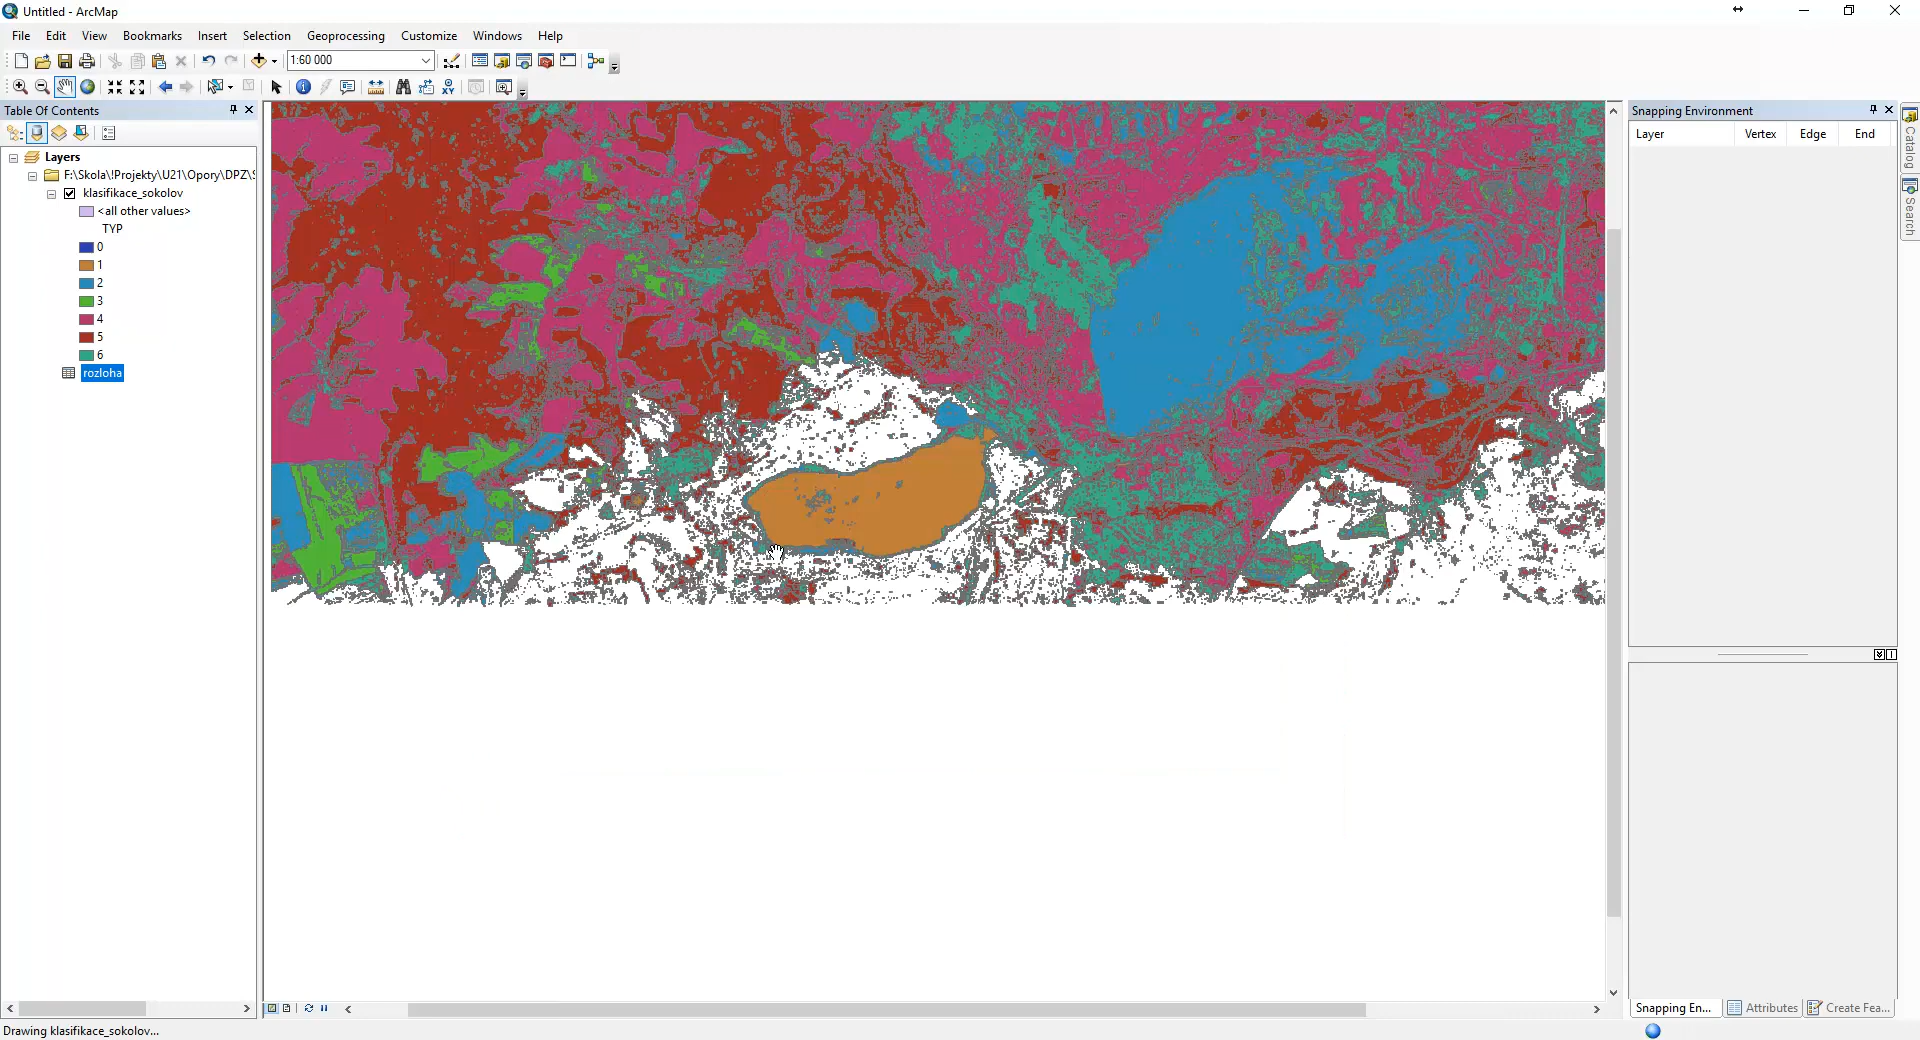 Untitled - ArcMap
File Edit View Bookmarks Insert Selection Geoprocessing Customize Windows Help
1:60 000
Table Of Contents
Layers
F:\Skola\!Projekty\U21\Opory\DPZ\
klasifikace_sokolov
<all other values>
TYP
0
1
2
3
4
5
6
rozloha
Snapping Environment
Layer Vertex Edge End
Catalog
Search
Snapping En... Attributes Create Fea...
Drawing klasifikace_sokolov...